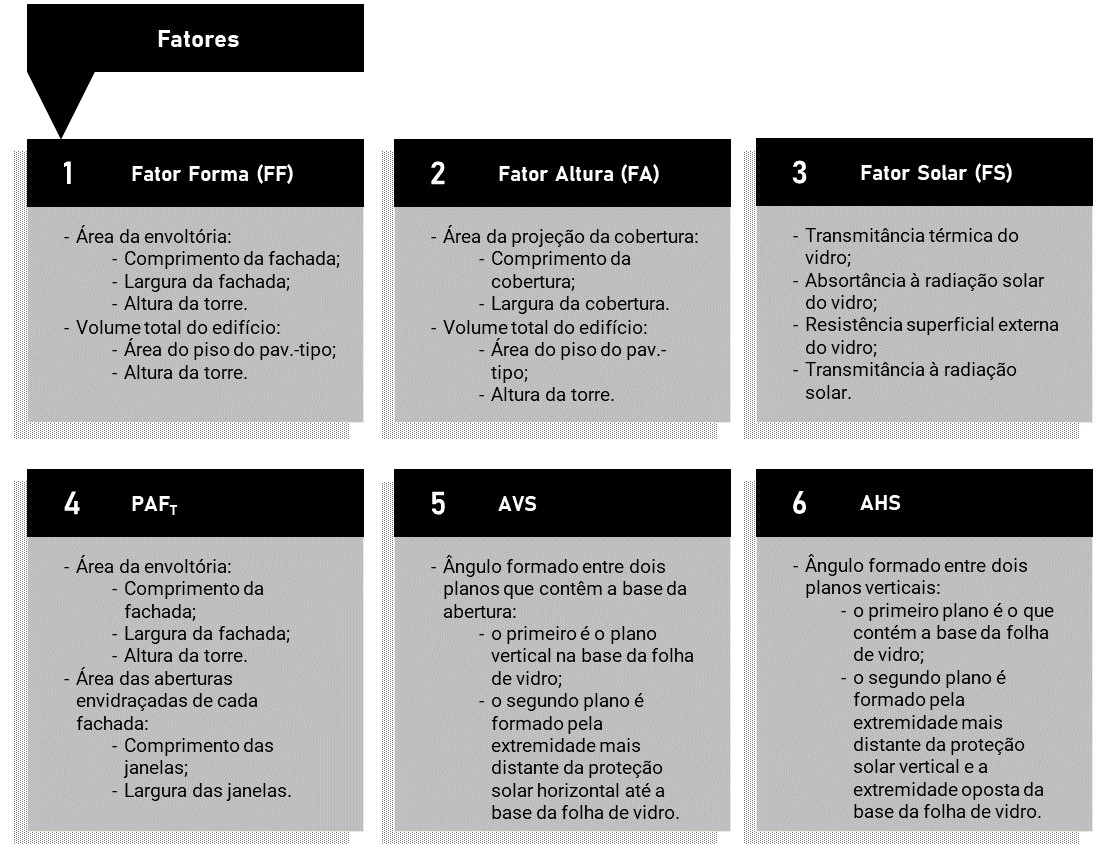 Fatores
1 Fator Forma (FF)
- Área da envoltória:
- Comprimento da fachada;
- Largura da fachada;
- Altura da torre.
- Volume total do edifício:
- Área do piso do pav.-tipo;
- Altura da torre.
2 Fator Altura (FA)
- Área da projeção da cobertura:
- Comprimento da
cobertura;
- Largura da cobertura.
- Volume total do edifício:
- Área do piso do pav.-
tipo;
- Altura da torre.
3 Fator Solar (FS)
- Transmitância térmica do
vidro;
- Absortância à radiação solar
do vidro;
- Resistência superficial externa
do vidro;
- Transmitância à radiação
solar.
4 PAFT
- Área da envoltória:
- Comprimento da
fachada;
- Largura da fachada;
- Altura da torre.
- Área das aberturas
envidraçadas de cada
fachada:
- Comprimento das
janelas;
- Largura das janelas.
5 AVS
- Ângulo formado entre dois
planos que contêm a base da
abertura:
- o primeiro é o plano
vertical na base da folha
de vidro;
- o segundo plano é
formado pela
extremidade mais
distante da proteção
solar horizontal até a
base da folha de vidro.
6 AHS
- Ângulo formado entre dois
planos verticais:
- o primeiro plano é o que
contém a base da folha
de vidro;
- o segundo plano é
formado pela
extremidade mais
distante da proteção
solar vertical e a
extremidade oposta da
base da folha de vidro.